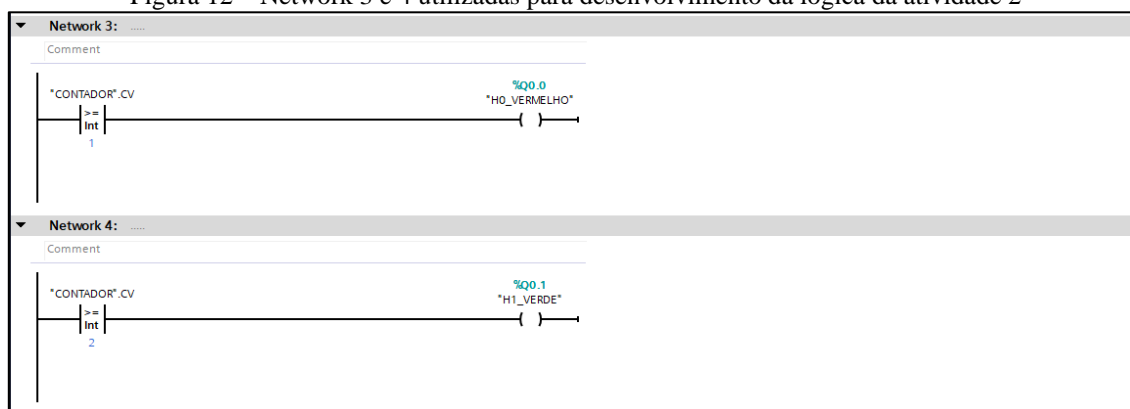 Figura 12 – Network 3 e 4 utilizadas para desenvolvimento da lógica da atividade 2
Network 3: .....
Comment
%Q0.0
"CONTADOR".CV
"H0_VERMELHO"
>=
Int
1
Network 4: .....
Comment
%Q0.1
"CONTADOR".CV
"H1_VERDE"
>=
Int
2